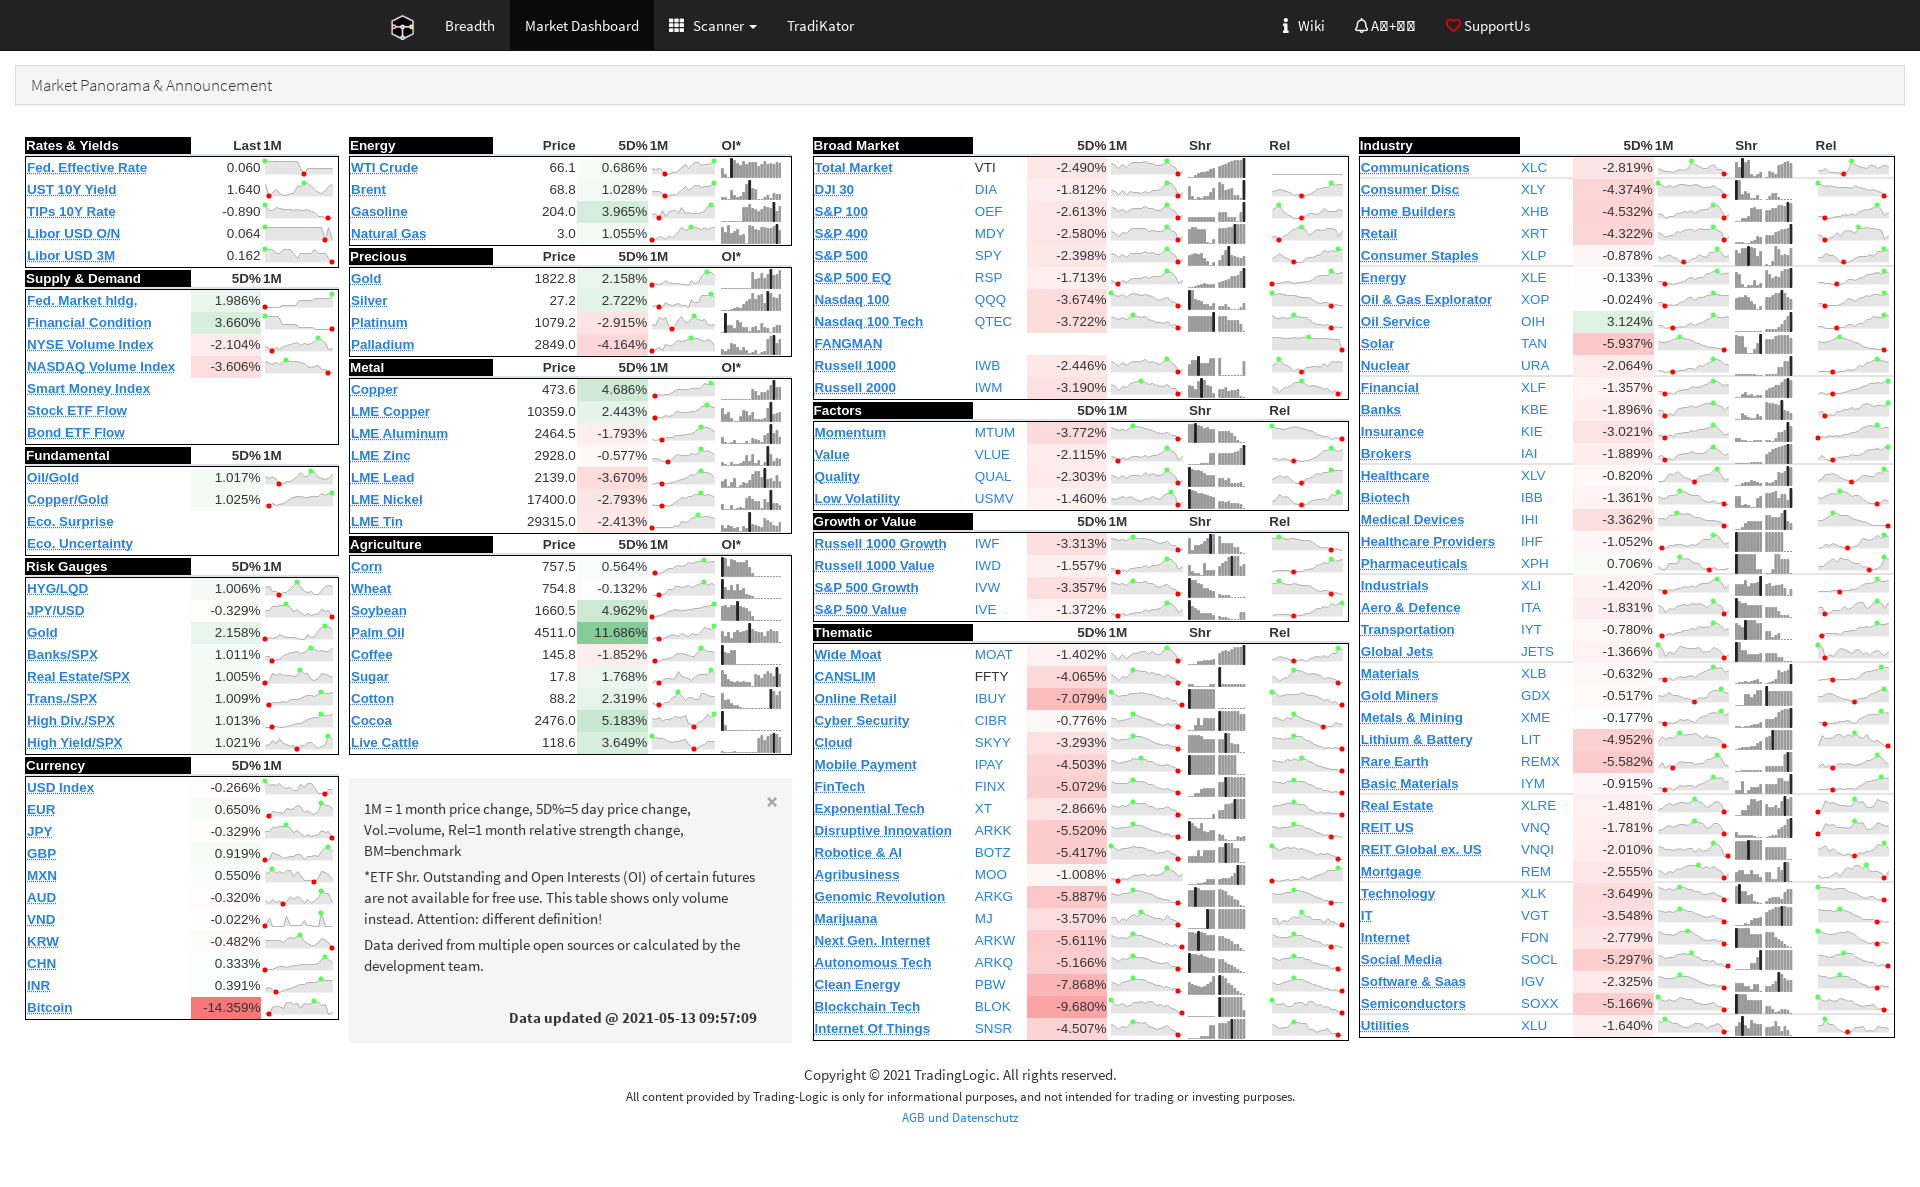 Breadth Market Dashboard Scanner TradiKator Wiki SupportUs
Market Panorama & Announcement
Rates & Yields Last 1M
Fed. Effective Rate 0.060
UST 10Y Yield 1.640
TIPs 10Y Rate -0.890
Libor USD O/N 0.064
Libor USD 3M 0.162
Supply & Demand 5D% 1M
Fed. Market hldg. 1.986%
Financial Condition 3.660%
NYSE Volume Index -2.104%
NASDAQ Volume Index -3.606%
Smart Money Index
Stock ETF Flow
Bond ETF Flow
Fundamental 5D% 1M
Oil/Gold 1.017%
Copper/Gold 1.025%
Eco. Surprise
Eco. Uncertainty
Risk Gauges 5D% 1M
HYG/LQD 1.006%
JPY/USD -0.329%
Gold 2.158%
Banks/SPX 1.011%
Real Estate/SPX 1.005%
Trans./SPX 1.009%
High Div./SPX 1.013%
High Yield/SPX 1.021%
Currency 5D% 1M
USD Index -0.266%
EUR 0.650%
JPY -0.329%
GBP 0.919%
MXN 0.550%
AUD -0.320%
VND -0.022%
KRW -0.482%
CHN 0.333%
INR 0.391%
Bitcoin -14.359%
Energy Price 5D% 1M OI*
WTI Crude 66.1 0.686%
Brent 68.8 1.028%
Gasoline 204.0 3.965%
Natural Gas 3.0 1.055%
Precious Price 5D% 1M OI*
Gold 1822.8 2.158%
Silver 27.2 2.722%
Platinum 1079.2 -2.915%
Palladium 2849.0 -4.164%
Metal Price 5D% 1M OI*
Copper 473.6 4.686%
LME Copper 10359.0 2.443%
LME Aluminum 2464.5 -1.793%
LME Zinc 2928.0 -0.577%
LME Lead 2139.0 -3.670%
LME Nickel 17400.0 -2.793%
LME Tin 29315.0 -2.413%
Agriculture Price 5D% 1M OI*
Corn 757.5 0.564%
Wheat 754.8 -0.132%
Soybean 1660.5 4.962%
Palm Oil 4511.0 11.686%
Coffee 145.8 -1.852%
Sugar 17.8 1.768%
Cotton 88.2 2.319%
Cocoa 2476.0 5.183%
Live Cattle 118.6 3.649%
×
1M = 1 month price change, 5D%=5 day price change,
Vol.=volume, Rel=1 month relative strength change,
BM=benchmark
*ETF Shr. Outstanding and Open Interests (OI) of certain futures
are not available for free use. This table shows only volume
instead. Attention: different definition!
Data derived from multiple open sources or calculated by the
development team.
Data updated @ 2021-05-13 09:57:09
Broad Market 5D% 1M Shr Rel
Total Market VTI -2.490%
DJI 30 DIA -1.812%
S&P 100 OEF -2.613%
S&P 400 MDY -2.580%
S&P 500 SPY -2.398%
S&P 500 EQ RSP -1.713%
Nasdaq 100 QQQ -3.674%
Nasdaq 100 Tech QTEC -3.722%
FANGMAN
Russell 1000 IWB -2.446%
Russell 2000 IWM -3.190%
Factors 5D% 1M Shr Rel
Momentum MTUM -3.772%
Value VLUE -2.115%
Quality QUAL -2.303%
Low Volatility USMV -1.460%
Growth or Value 5D% 1M Shr Rel
Russell 1000 Growth IWF -3.313%
Russell 1000 Value IWD -1.557%
S&P 500 Growth IVW -3.357%
S&P 500 Value IVE -1.372%
Thematic 5D% 1M Shr Rel
Wide Moat MOAT -1.402%
CANSLIM FFTY -4.065%
Online Retail IBUY -7.079%
Cyber Security CIBR -0.776%
Cloud SKYY -3.293%
Mobile Payment IPAY -4.503%
FinTech FINX -5.072%
Exponential Tech XT -2.866%
Disruptive Innovation ARKK -5.520%
Robotice & AI BOTZ -5.417%
Agribusiness MOO -1.008%
Genomic Revolution ARKG -5.887%
Marijuana MJ -3.570%
Next Gen. Internet ARKW -5.611%
Autonomous Tech ARKQ -5.166%
Clean Energy PBW -7.868%
Blockchain Tech BLOK -9.680%
Internet Of Things SNSR -4.507%
Industry 5D% 1M Shr Rel
Communications XLC -2.819%
Consumer Disc XLY -4.374%
Home Builders XHB -4.532%
Retail XRT -4.322%
Consumer Staples XLP -0.878%
Energy XLE -0.133%
Oil & Gas Explorator XOP -0.024%
Oil Service OIH 3.124%
Solar TAN -5.937%
Nuclear URA -2.064%
Financial XLF -1.357%
Banks KBE -1.896%
Insurance KIE -3.021%
Brokers IAI -1.889%
Healthcare XLV -0.820%
Biotech IBB -1.361%
Medical Devices IHI -3.362%
Healthcare Providers IHF -1.052%
Pharmaceuticals XPH 0.706%
Industrials XLI -1.420%
Aero & Defence ITA -1.831%
Transportation IYT -0.780%
Global Jets JETS -1.366%
Materials XLB -0.632%
Gold Miners GDX -0.517%
Metals & Mining XME -0.177%
Lithium & Battery LIT -4.952%
Rare Earth REMX -5.582%
Basic Materials IYM -0.915%
Real Estate XLRE -1.481%
REIT US VNQ -1.781%
REIT Global ex. US VNQI -2.010%
Mortgage REM -2.555%
Technology XLK -3.649%
IT VGT -3.548%
Internet FDN -2.779%
Social Media SOCL -5.297%
Software & Saas IGV -2.325%
Semiconductors SOXX -5.166%
Utilities XLU -1.640%
Copyright © 2021 TradingLogic. All rights reserved.
All content provided by Trading-Logic is only for informational purposes, and not intended for trading or investing purposes.
AGB und Datenschutz